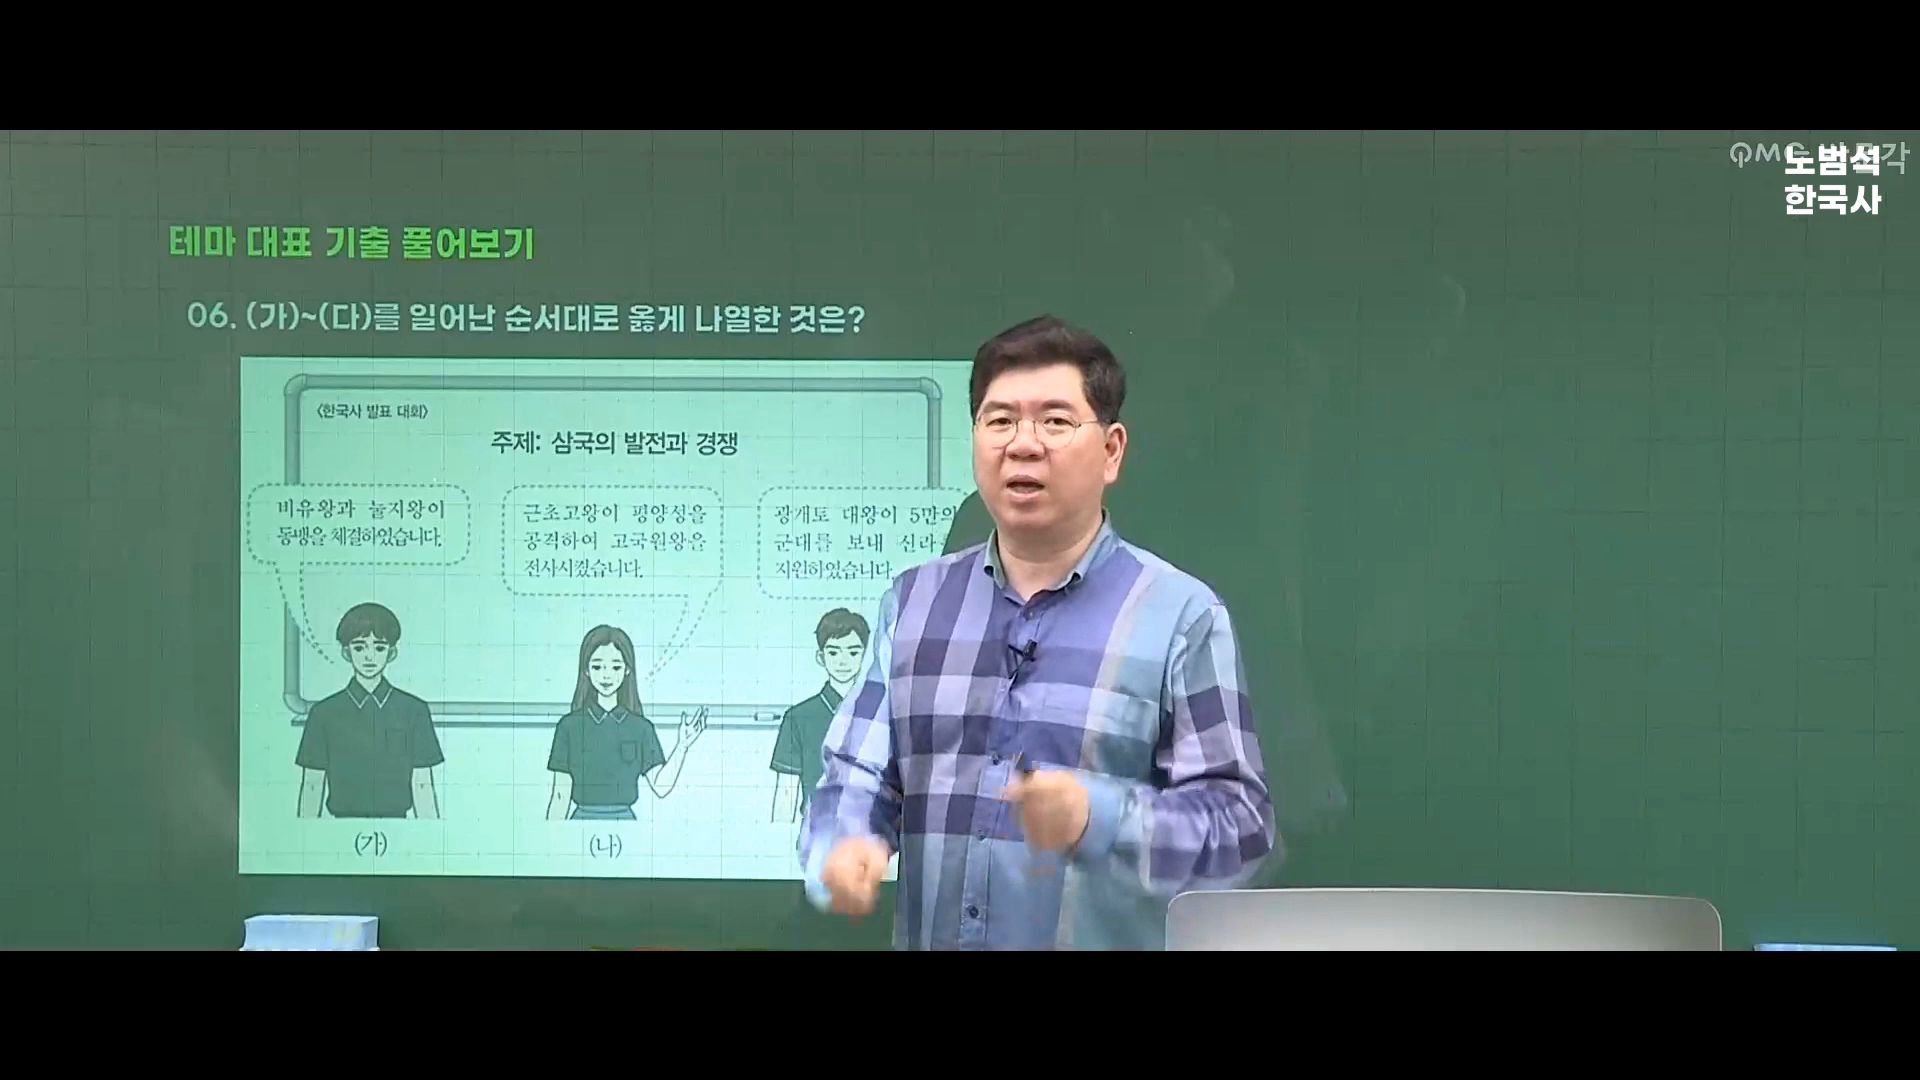 노범석
한국사
테마 대표 기출 풀어보기
06. (가)~(다)를 일어난 순서대로 옳게 나열한 것은?
<한국사 발표 대회>
주제: 삼국의 발전과 경쟁
비유왕과 눌지왕이
동맹을 체결하였습니다.
근초고왕이 평양성을
공격하여 고국원왕을
전사시켰습니다.
광개토 대왕이 5만의
군대를 보내 신라
지원하였습니다.
(가)
(나)